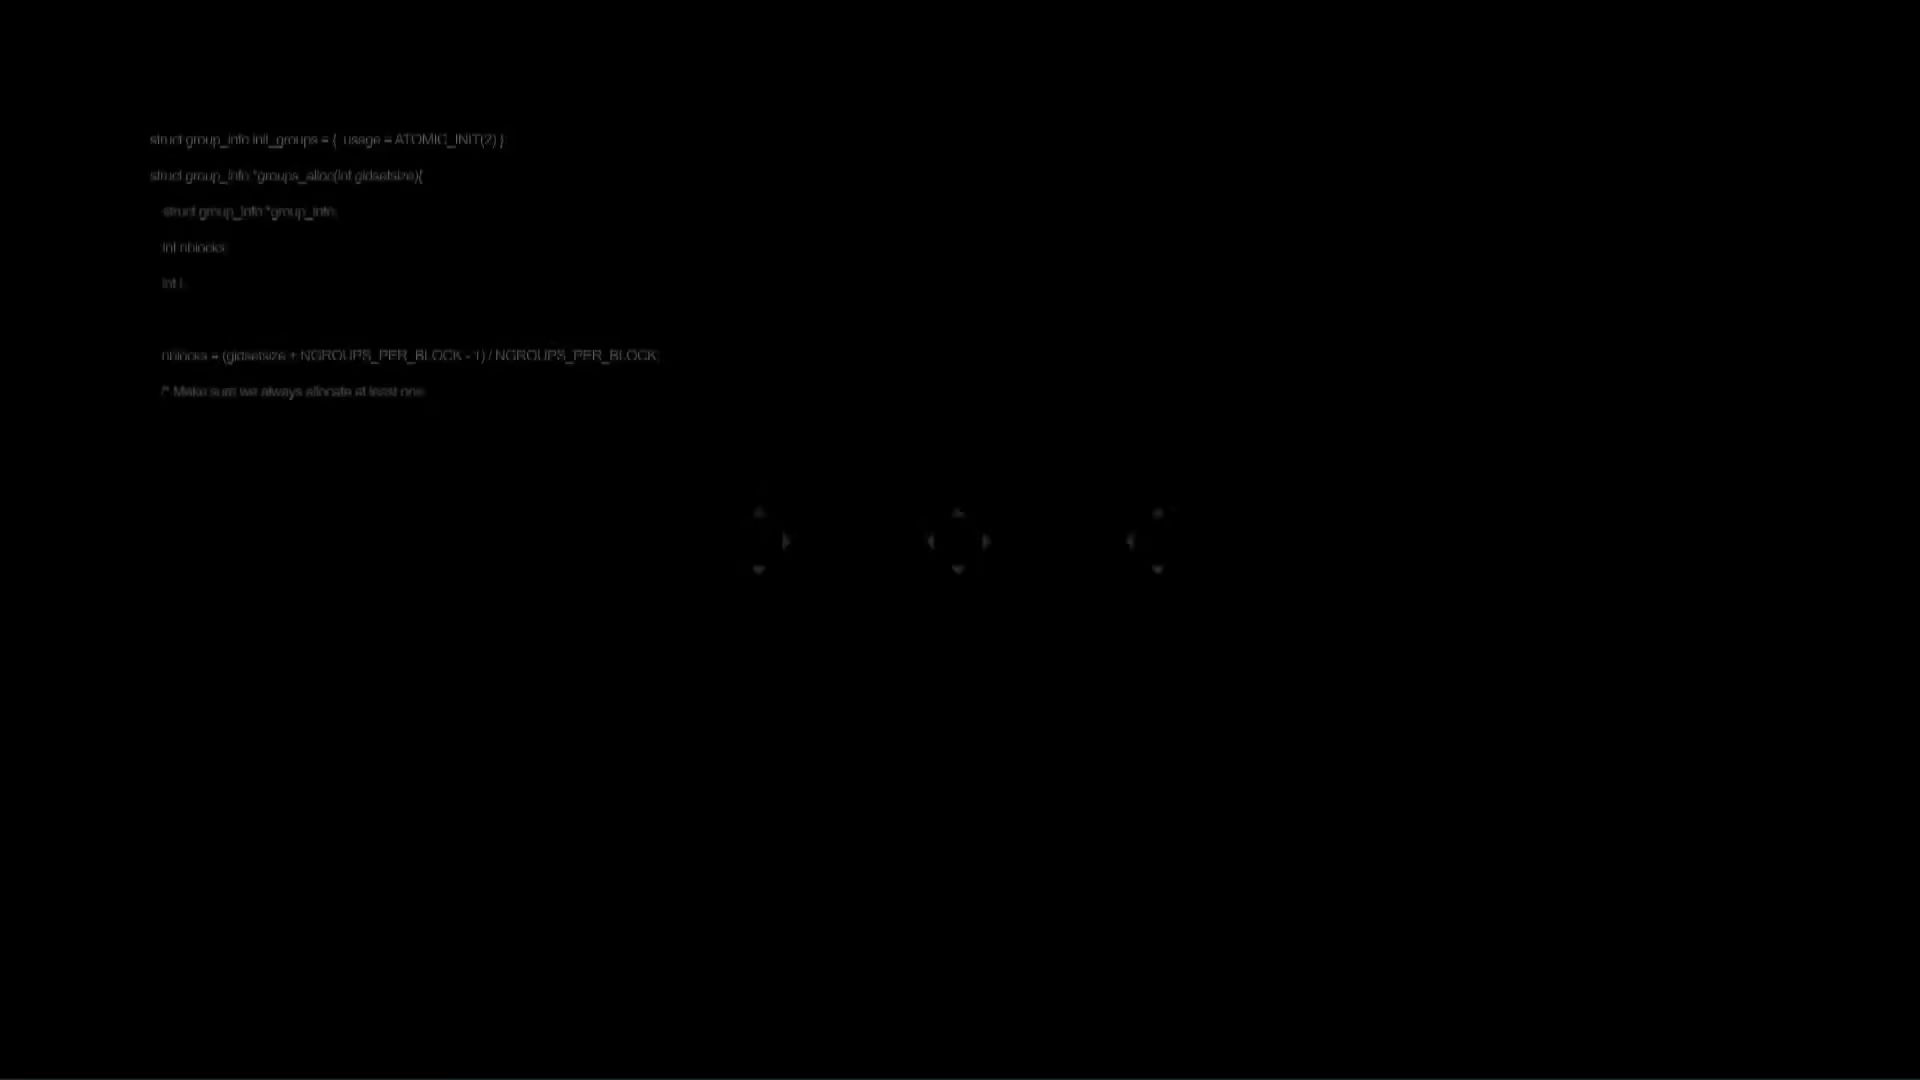 struct group_info init_groups = { usage = ATOMIC_INIT(2) }
struct group_info *groups_alloc(int gidsetsize){
struct group_info *group_info;
int nblocks
int i;
nblocks = (gidsetsize + NGROUPS_PER_BLOCK - 1) / NGROUPS_PER_BLOCK
/* Make sure we always allocate at least one